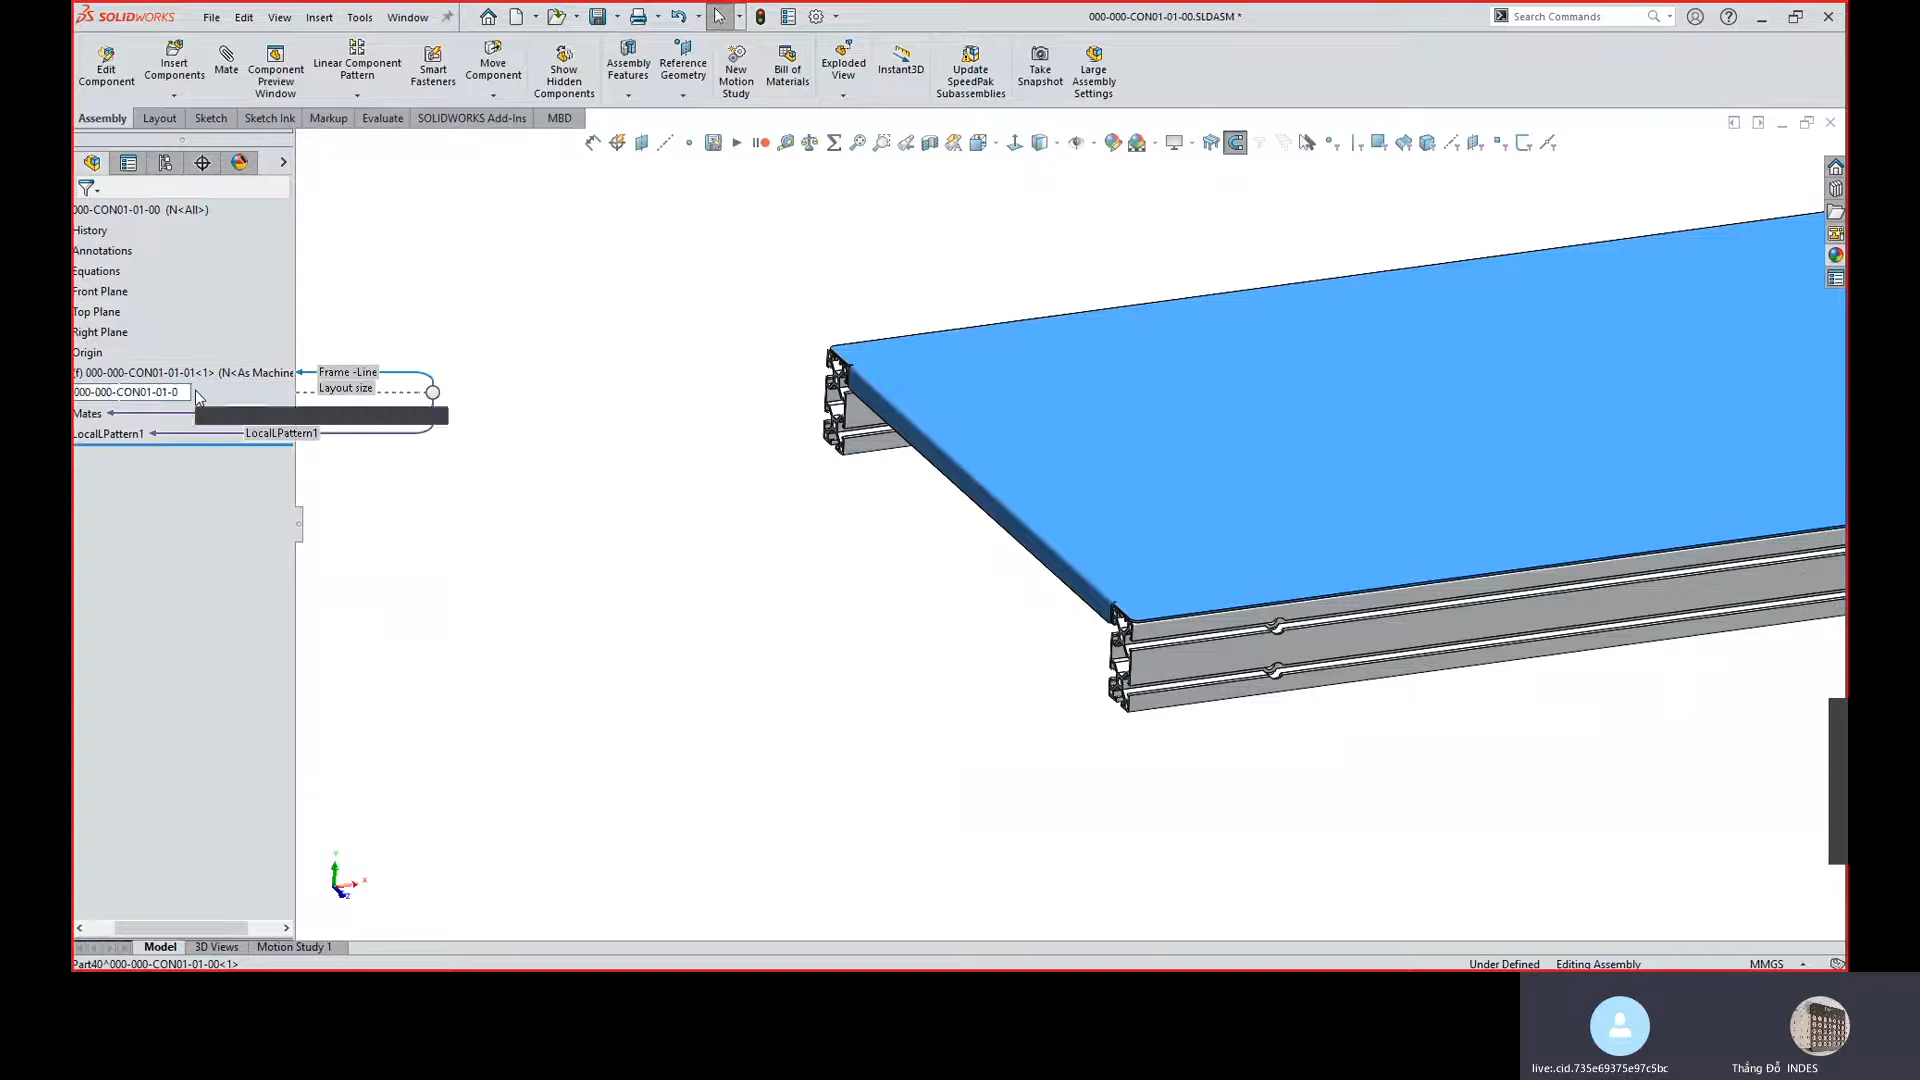 SOLIDWORKS File Edit View Insert Tools Window 000-000-CON01-01-00.SLDASM * Search Commands
Edit Component
Insert Components
Mate
Component Preview Window
Linear Component Pattern
Smart Fasteners
Move Component
Show Hidden Components
Assembly Features
Reference Geometry
New Motion Study
Bill of Materials
Exploded View
Instant3D
Update SpeedPak Subassemblies
Take Snapshot
Large Assembly Settings
Assembly Layout Sketch Sketch Ink Markup Evaluate SOLIDWORKS Add-Ins MBD
000-CON01-01-00 (N<All>)
History
Annotations
Equations
Front Plane
Top Plane
Right Plane
Origin
(f) 000-000-CON01-01-01<1> (N<As Machine
Frame -Line
Layout size
000-000-CON01-01-0
Mates
LocalLPattern1
LocalLPattern1
Y
X
Z
Model 3D Views Motion Study 1
Part40^000-000-CON01-01-00<1> Under Defined Editing Assembly MMGS
live:.cid.735e69375e97c5bc Thắng Đỗ INDES